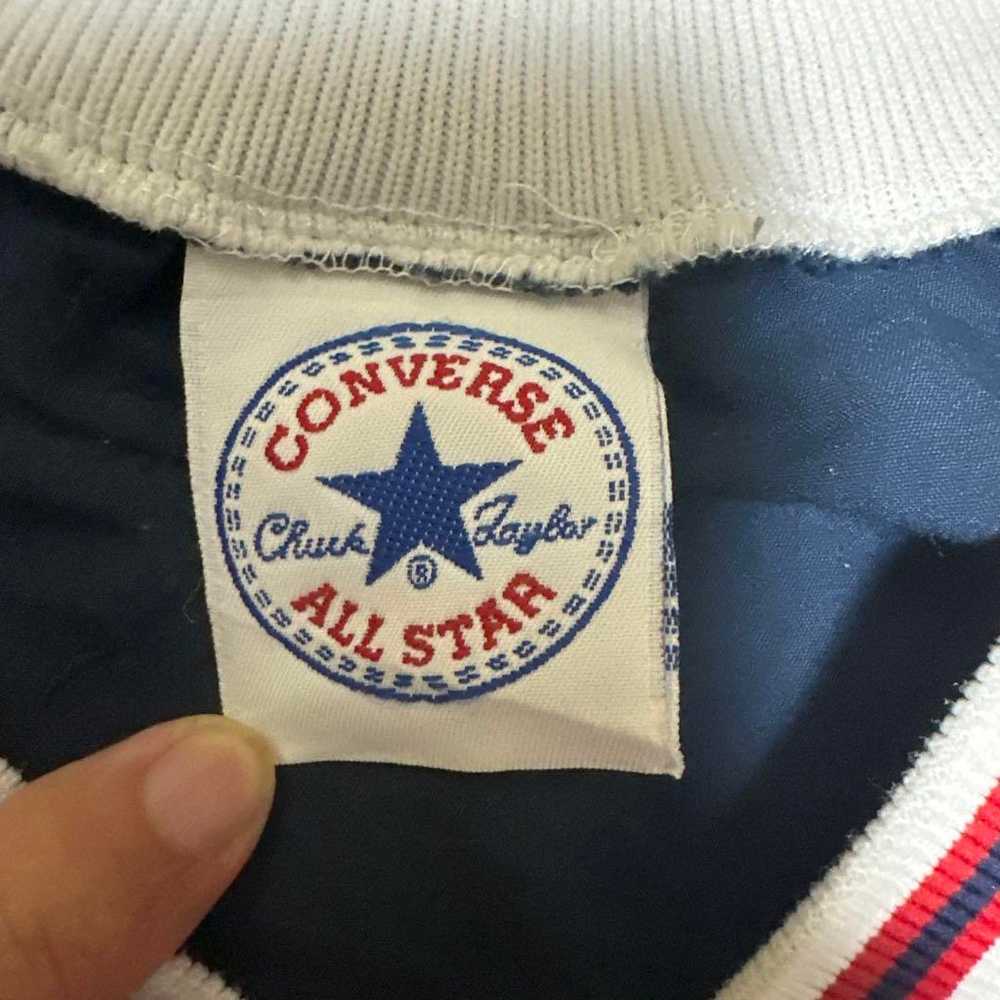 CONVERSE
Chuck Taylor
®
ALL STAR